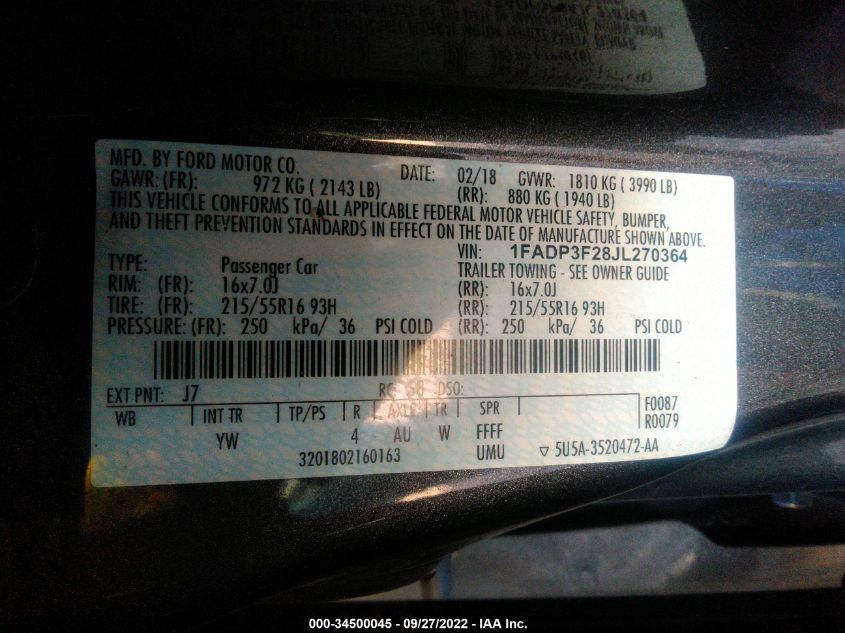 MFD. BY FORD MOTOR CO. DATE: 02/18 GVWR: 1810 KG ( 3990 LB)
GAWR: (FR): 972 KG ( 2143 LB) (RR): 880 KG ( 1940 LB)
THIS VEHICLE CONFORMS TO ALL APPLICABLE FEDERAL MOTOR VEHICLE SAFETY, BUMPER,
AND THEFT PREVENTION STANDARDS IN EFFECT ON THE DATE OF MANUFACTURE SHOWN ABOVE.
VIN: 1FADP3F28JL270364
TYPE: Passenger Car TRAILER TOWING - SEE OWNER GUIDE
RIM: (FR): 16x7.0J (RR): 16x7.0J
TIRE: (FR): 215/55R16 93H (RR): 215/55R16 93H
PRESSURE: (FR): 250 kPa/ 36 PSI COLD (RR): 250 kPa/ 36 PSI COLD
EXT PNT: J7 RC: 58 DSO:
WB INT TR TP/PS R AXLE TR SPR F0087
YW 4 AU W FFFF R0079
3201802160163 UMU 5U5A-3520472-AA
000-34500045 - 09/27/2022 - IAA Inc.